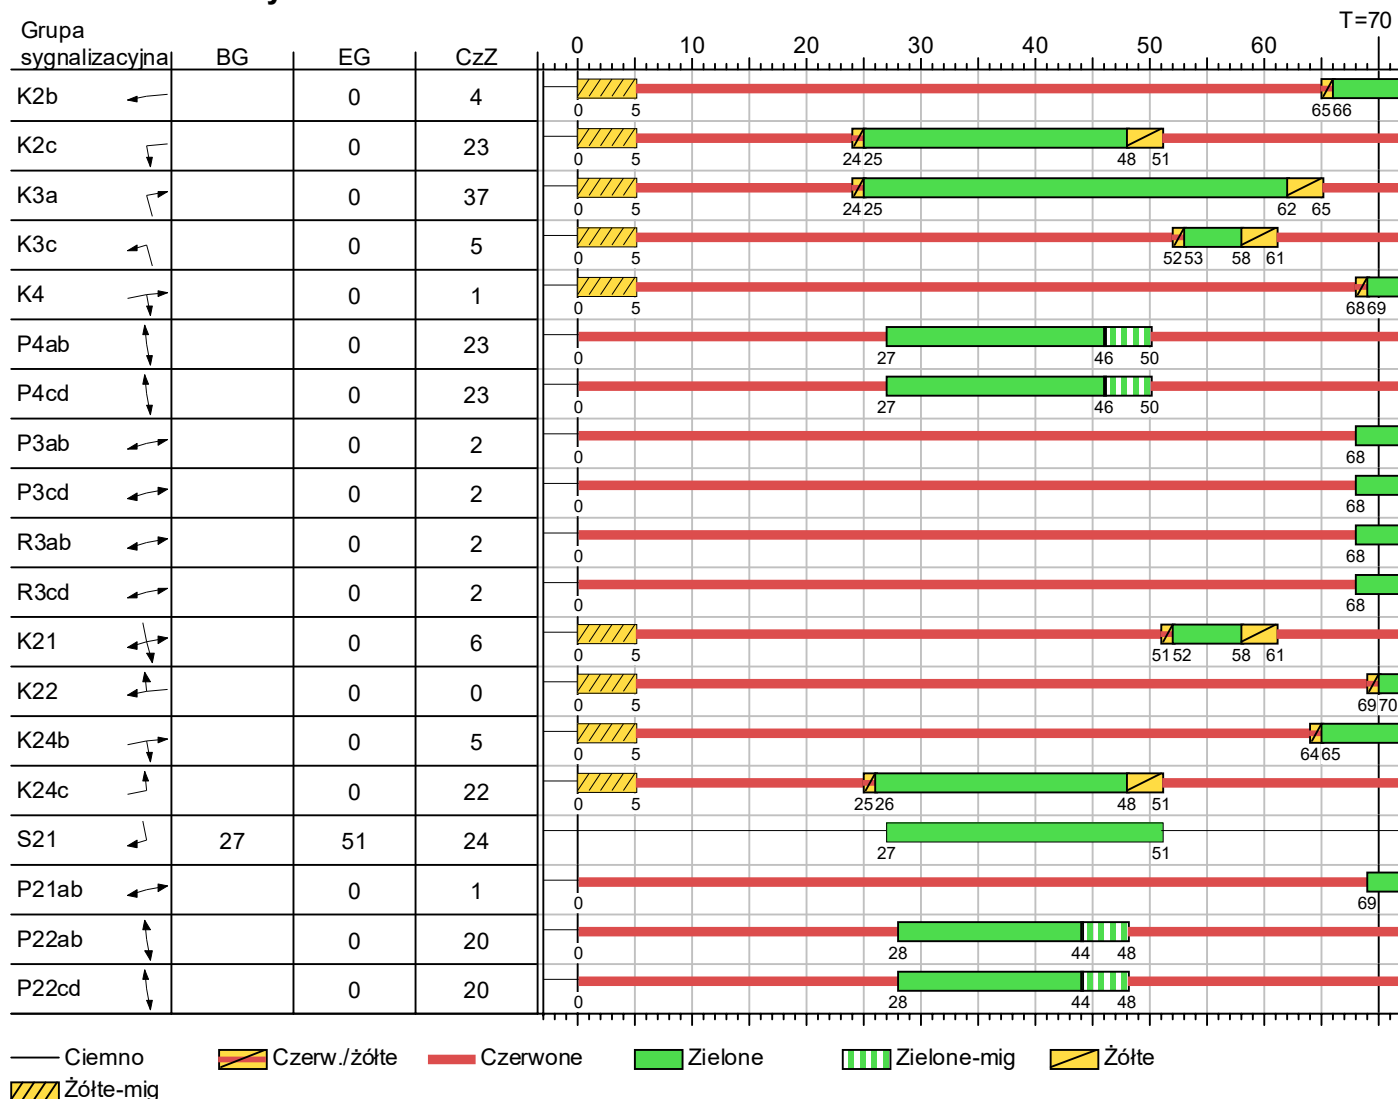 T=70
Grupa
sygnalizacyjna BG EG CzZ 0 10 20 30 40 50 60
K2b 0 4
0 5 65 66
K2c 0 23
0 5 24 25 48 51
K3a 0 37
0 5 24 25 62 65
K3c 0 5
0 5 52 53 58 61
K4 0 1
0 5 68 69
P4ab 0 23
0 27 46 50
P4cd 0 23
0 27 46 50
P3ab 0 2
0 68
P3cd 0 2
0 68
R3ab 0 2
0 68
R3cd 0 2
0 68
K21 0 6
0 5 51 52 58 61
K22 0 0
0 5 69 70
K24b 0 5
0 5 64 65
K24c 0 22
0 5 25 26 48 51
S21 27 51 24
27 51
P21ab 0 1
0 69
P22ab 0 20
0 28 44 48
P22cd 0 20
0 28 44 48
Ciemno Czerw./żółte Czerwone Zielone Zielone-mig Żółte
Żółte-mig